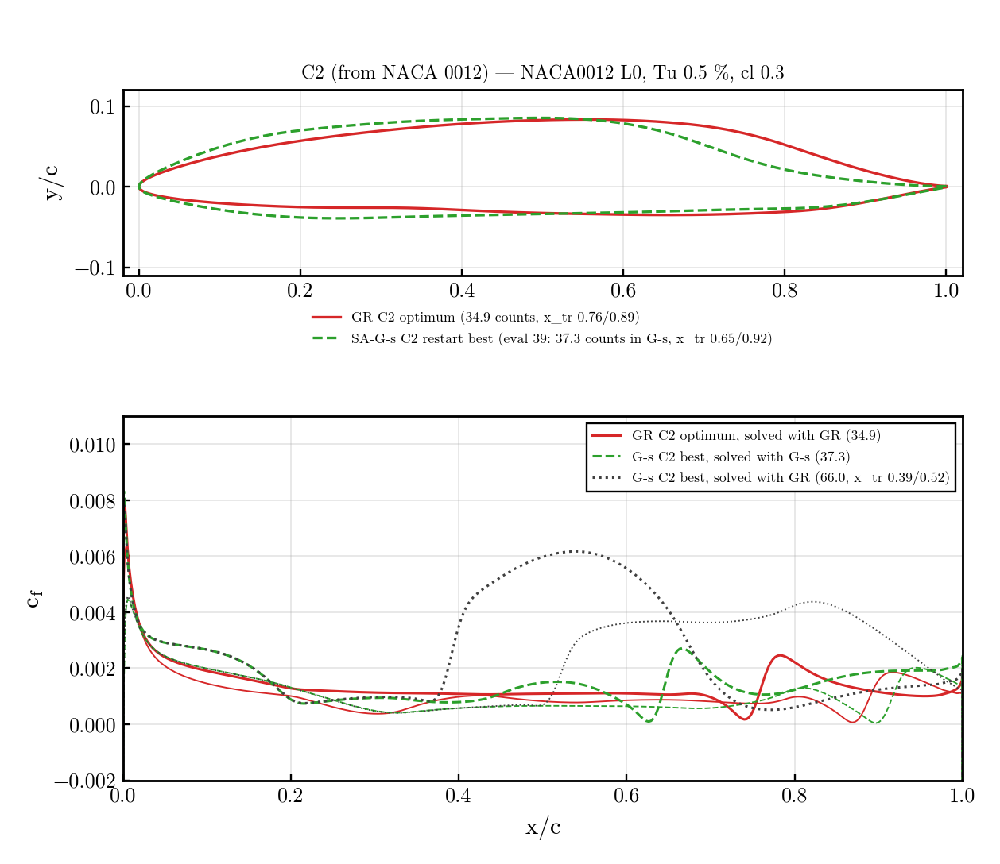 C2 (from NACA 0012) — NACA0012 L0, Tu 0.5 %, cl 0.3
0.1
0.0
−0.1
y/c
0.0 0.2 0.4 0.6 0.8 1.0
GR C2 optimum (34.9 counts, x_tr 0.76/0.89)
SA-G-s C2 restart best (eval 39: 37.3 counts in G-s, x_tr 0.65/0.92)
GR C2 optimum, solved with GR (34.9)
G-s C2 best, solved with G-s (37.3)
G-s C2 best, solved with GR (66.0, x_tr 0.39/0.52)
0.010
0.008
0.006
0.004
0.002
0.000
−0.002
cf
0.0 0.2 0.4 0.6 0.8 1.0
x/c